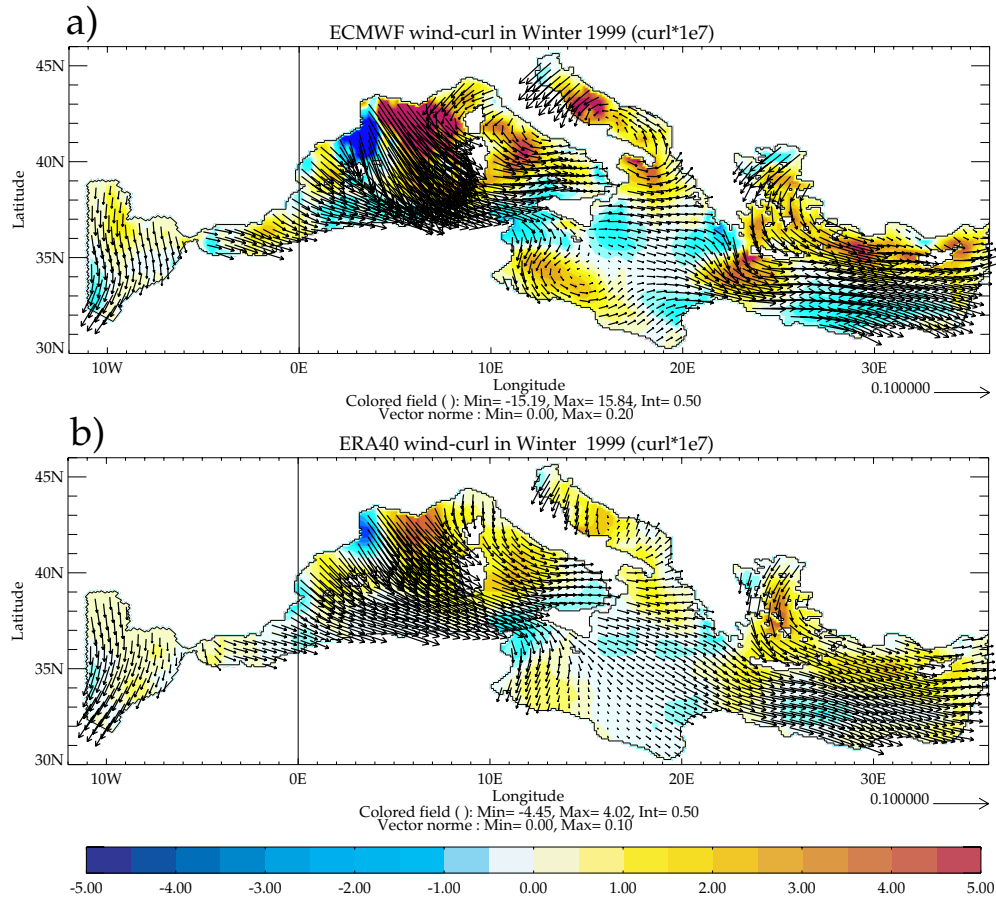 a)
ECMWF wind-curl in Winter 1999 (curl*1e7)
45N
40N
35N
30N
Latitude
10W 0E 10E 20E 30E
Longitude
0.100000
Colored field ( ): Min= -15.19, Max= 15.84, Int= 0.50
Vector norme : Min= 0.00, Max= 0.20
b)
ERA40 wind-curl in Winter 1999 (curl*1e7)
45N
40N
35N
30N
Latitude
10W 0E 10E 20E 30E
Longitude
0.100000
Colored field ( ): Min= -4.45, Max= 4.02, Int= 0.50
Vector norme : Min= 0.00, Max= 0.10
-5.00 -4.00 -3.00 -2.00 -1.00 0.00 1.00 2.00 3.00 4.00 5.00